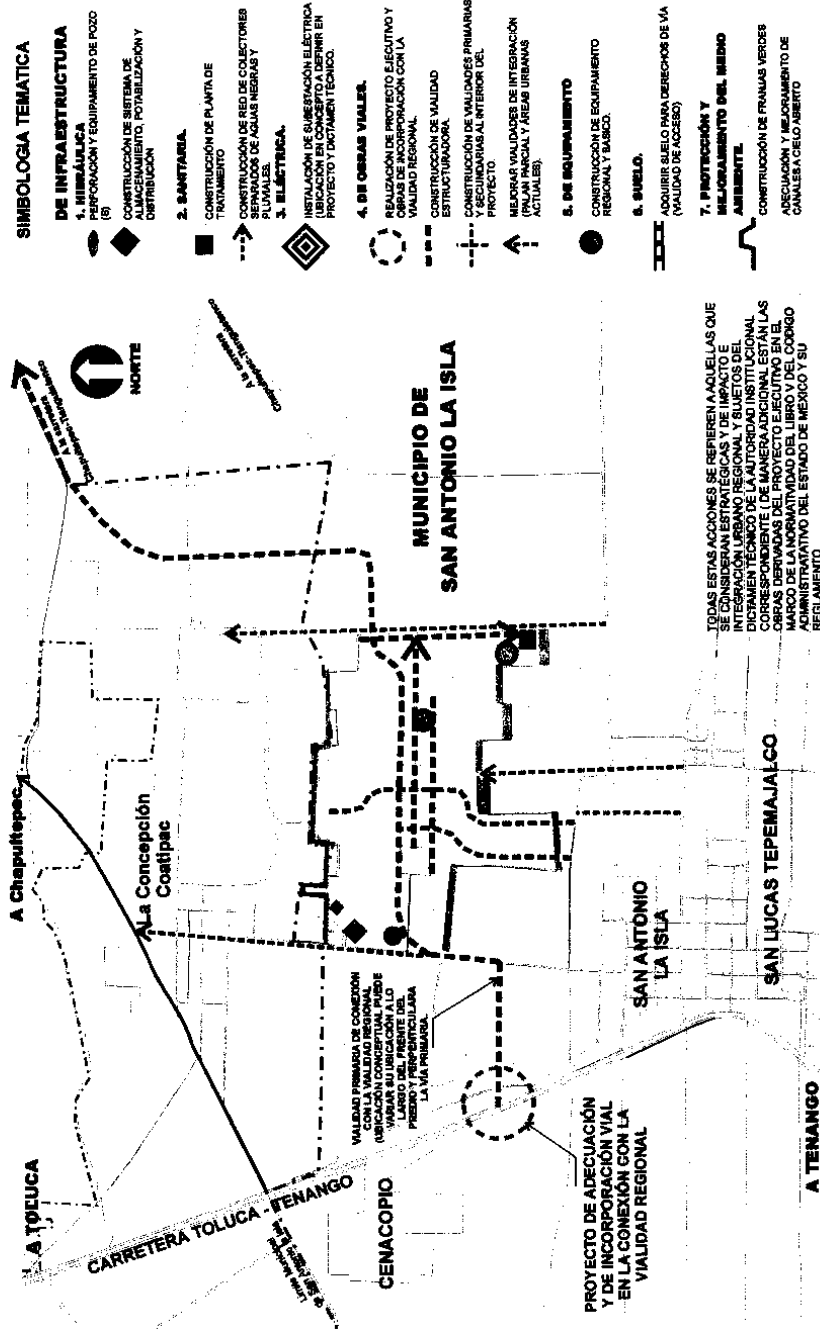 SIMBOLOGIA TEMATICA
DE INFRAESTRUCTURA
1. HIDRÁULICA
PERFORACIÓN Y EQUIPAMIENTO DE POZO
(S)
CONSTRUCCIÓN DE SISTEMA DE
ALMACENAMIENTO, POTABILIZACIÓN Y
DISTRIBUCIÓN
2. SANITARIA.
CONSTRUCCIÓN DE PLANTA DE
TRATAMIENTO
CONSTRUCCIÓN DE RED DE COLECTORES
SEPARADOS DE AGUAS NEGRAS Y
PLUVIALES.
3. ELÉCTRICA.
INSTALACIÓN DE SUBESTACIÓN ELÉCTRICA
(UBICACIÓN EN CONCEPTO A DEFINIR EN
PROYECTO Y DICTAMEN TÉCNICO.
4. DE OBRAS VIALES.
REALIZACIÓN DE PROYECTO EJECUTIVO Y
OBRAS DE INCORPORACIÓN CON LA
VIALIDAD REGIONAL.
CONSTRUCCIÓN DE VIALIDAD
ESTRUCTURADORA.
CONSTRUCCIÓN DE VIALIDADES PRIMARIAS
Y SECUNDARIAS AL INTERIOR DEL
PROYECTO.
MEJORAR VIALIDADES DE INTEGRACIÓN
(PALAN PARCIAL Y ÁREAS URBANAS
ACTUALES).
5. DE EQUIPAMIENTO
CONSTRUCCIÓN DE EQUIPAMIENTO
REGIONAL Y BASICO.
6. SUELO.
ADQUIRIR SUELO PARA DERECHOS DE VÍA
(VIALIDAD DE ACCESO)
7. PROTECCIÓN Y
MEJORAMIENTO DEL MEDIO
AMBIENTE.
CONSTRUCCIÓN DE FRANJAS VERDES
ADECUACIÓN Y MEJORAMIENTO DE
CANALES A CIELO ABIERTO
NORTE
A Chapultepec
A TOLUCA
La Concepción
Coatipac
CARRETERA TOLUCA - TENANGO
CENACOPIO
MUNICIPIO DE
SAN ANTONIO LA ISLA
VIALIDAD PRIMARIA DE CONEXIÓN
CON LA VIALIDAD REGIONAL
(UBICACIÓN CONCEPTUAL PUEDE
VARIAR SU UBICACIÓN A LO
LARGO DEL FRENTE DEL
PREDIO Y PERPENTICULARA
LA VÍA PRIMARIA.
PROYECTO DE ADECUACIÓN
Y DE INCORPORACIÓN VIAL
EN LA CONEXIÓN CON LA
VIALIDAD REGIONAL
SAN ANTONIO
LA ISLA
SAN LUCAS TEPEMAJALCO
A TENANGO
TODAS ESTAS ACCIONES SE REFIEREN A AQUELLAS QUE
SE CONSIDERAN ESTRATÉGICAS Y DE IMPACTO E
INTEGRACIÓN URBANO REGIONAL Y SUJETOS DEL
DICTAMEN TÉCNICO DE LA AUTORIDAD INSTITUCIONAL
CORRESPONDIENTE ( DE MANERA ADICIONAL ESTÁN LAS
OBRAS DERIVADAS DEL PROYECTO EJECUTIVO EN EL
MARCO DE LA NORMATIVIDAD DEL LIBRO V DEL CODIGO
ADMINISTRATATIVO DEL ESTADO DE MEXICO Y SU
REGLAMENTO